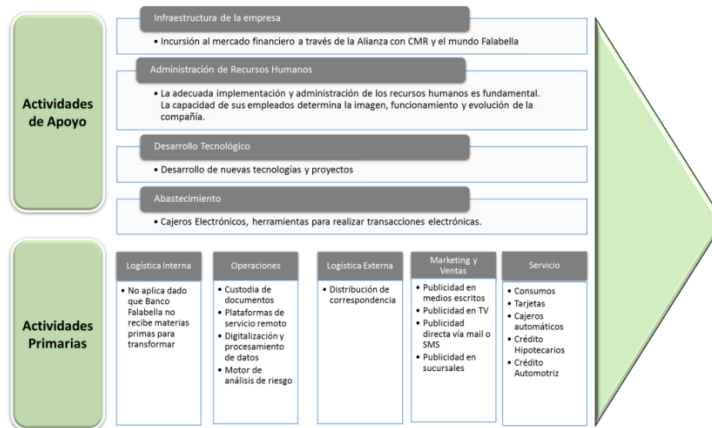 Infraestructura de la empresa
• Incursión al mercado financiero a través de la Alianza con CMR y el mundo Falabella
Administración de Recursos Humanos
• La adecuada implementación y administración de los recursos humanos es fundamental.
La capacidad de sus empleados determina la imagen, funcionamiento y evolución de la
compañía.
Actividades
de Apoyo
Desarrollo Tecnológico
• Desarrollo de nuevas tecnologías y proyectos
Abastecimiento
• Cajeros Electrónicos, herramientas para realizar transacciones electrónicas.
Actividades
Primarias
Logística Interna
• No aplica dado
que Banco
Falabella no
recibe materias
primas para
transformar
Operaciones
• Custodia de
documentos
• Plataformas de
servicio remoto
• Digitalización y
procesamiento
de datos
• Motor de
análisis de riesgo
Logística Externa
• Distribución de
correspondencia
Marketing y
Ventas
• Publicidad en
medios escritos
• Publicidad en TV
• Publicidad
directa vía mail o
SMS
• Publicidad en
sucursales
Servicio
• Consumos
• Tarjetas
• Cajeros
automáticos
• Crédito
Hipotecarios
• Crédito
Automotriz